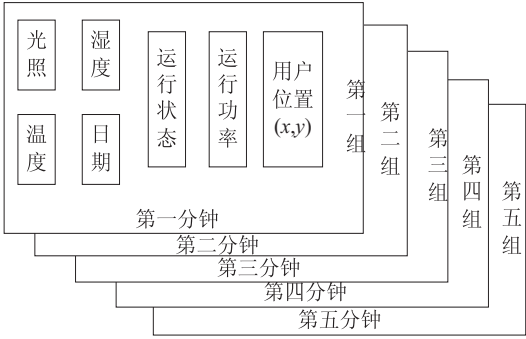 光照
湿度
温度
日期
运行状态
运行功率
用户位置
(x,y)
第一组
第二组
第三组
第四组
第五组
第一分钟
第二分钟
第三分钟
第四分钟
第五分钟